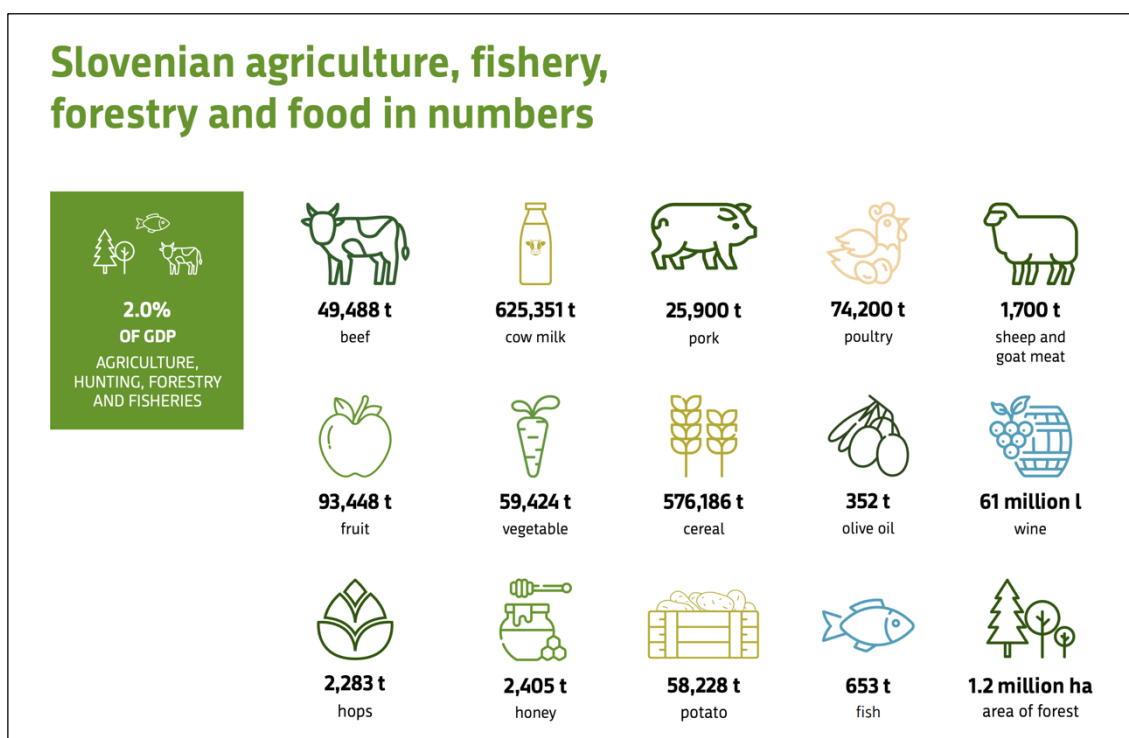 Slovenian agriculture, fishery,
forestry and food in numbers
2.0%
OF GDP
AGRICULTURE,
HUNTING, FORESTRY
AND FISHERIES
49,488 t
beef
625,351 t
cow milk
25,900 t
pork
74,200 t
poultry
1,700 t
sheep and
goat meat
93,448 t
fruit
59,424 t
vegetable
576,186 t
cereal
352 t
olive oil
61 million l
wine
2,283 t
hops
2,405 t
honey
58,228 t
potato
653 t
fish
1.2 million ha
area of forest